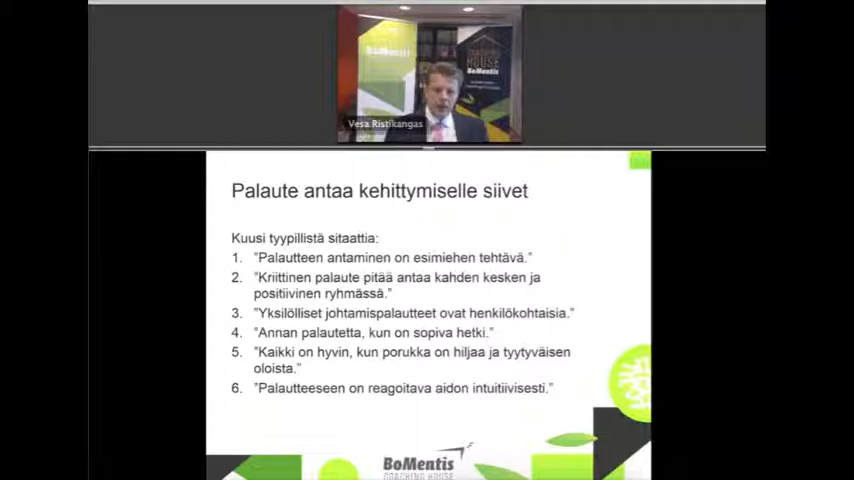 BoMentis
HOUSE
BoMentis
Vesa Ristikangas
Palaute antaa kehittymiselle siivet
Kuusi tyypillistä sitaattia:
1. ”Palautteen antaminen on esimiehen tehtävä.”
2. ”Kriittinen palaute pitää antaa kahden kesken ja
positiivinen ryhmässä.”
3. ”Yksilölliset johtamispalautteet ovat henkilökohtaisia.”
4. ”Annan palautetta, kun on sopiva hetki.”
5. ”Kaikki on hyvin, kun porukka on hiljaa ja tyytyväisen
oloista.”
6. ”Palautteeseen on reagoitava aidon intuitiivisesti.”
BoMentis
COACHING HOUSE